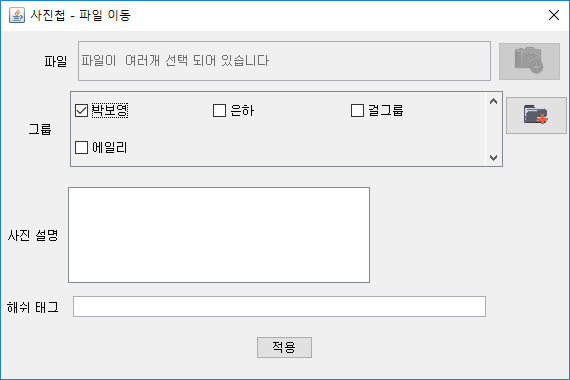 사진첩 - 파일 이동
파일
파일이 여러개 선택 되어 있습니다
그룹
박보영 은하 걸그룹
에일리
사진 설명
해쉬 태그
적용